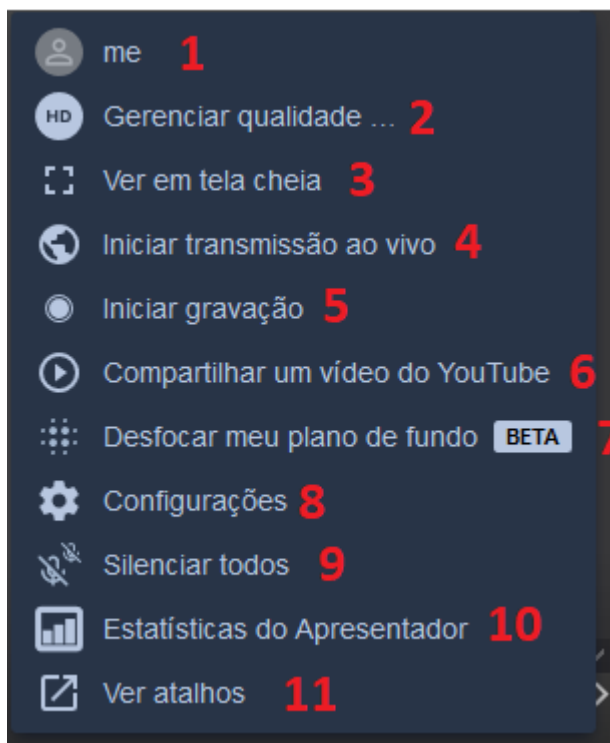 me 1
HD Gerenciar qualidade ... 2
Ver em tela cheia 3
Iniciar transmissão ao vivo 4
Iniciar gravação 5
Compartilhar um vídeo do YouTube 6
Desfocar meu plano de fundo BETA 7
Configurações 8
Silenciar todos 9
Estatísticas do Apresentador 10
Ver atalhos 11